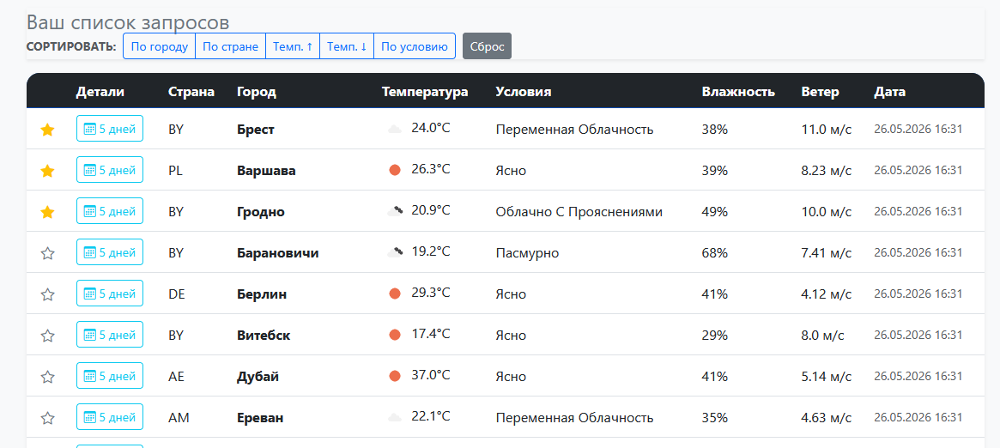 Ваш список запросов
СОРТИРОВАТЬ: По городу По стране Темп. ↑ Темп. ↓ По условию Сброс
Детали Страна Город Температура Условия Влажность Ветер Дата
5 дней BY Брест 24.0°C Переменная Облачность 38% 11.0 м/с 26.05.2026 16:31
5 дней PL Варшава 26.3°C Ясно 39% 8.23 м/с 26.05.2026 16:31
5 дней BY Гродно 20.9°C Облачно С Прояснениями 49% 10.0 м/с 26.05.2026 16:31
5 дней BY Барановичи 19.2°C Пасмурно 68% 7.41 м/с 26.05.2026 16:31
5 дней DE Берлин 29.3°C Ясно 41% 4.12 м/с 26.05.2026 16:31
5 дней BY Витебск 17.4°C Ясно 29% 8.0 м/с 26.05.2026 16:31
5 дней AE Дубай 37.0°C Ясно 41% 5.14 м/с 26.05.2026 16:31
5 дней AM Ереван 22.1°C Переменная Облачность 35% 4.63 м/с 26.05.2026 16:31